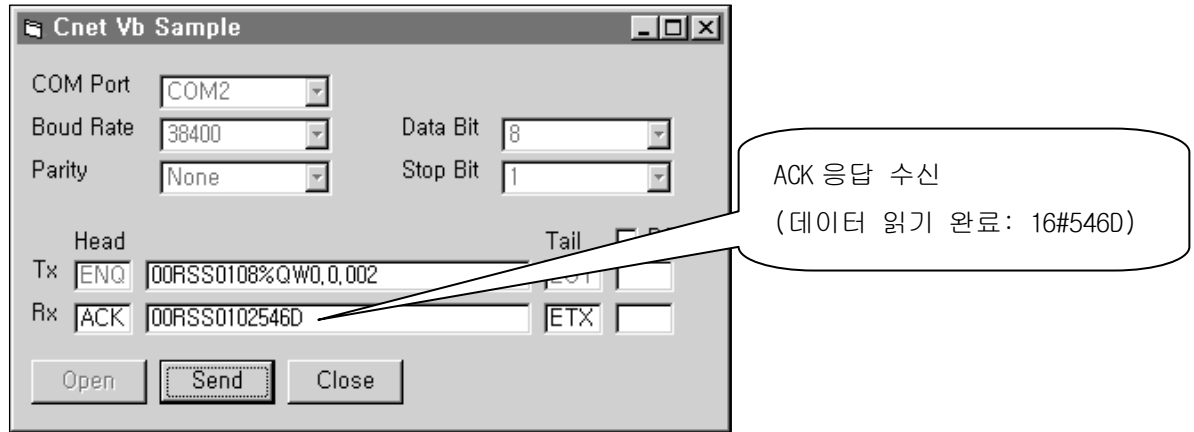 Cnet Vb Sample
COM Port COM2
Boud Rate 38400 Data Bit 8
Parity None Stop Bit 1
ACK 응답 수신
(데이터 읽기 완료: 16#546D)
Head Tail
Tx ENQ 00RSS0108%QW0,0,002
Rx ACK 00RSS0102546D ETX
Open Send Close